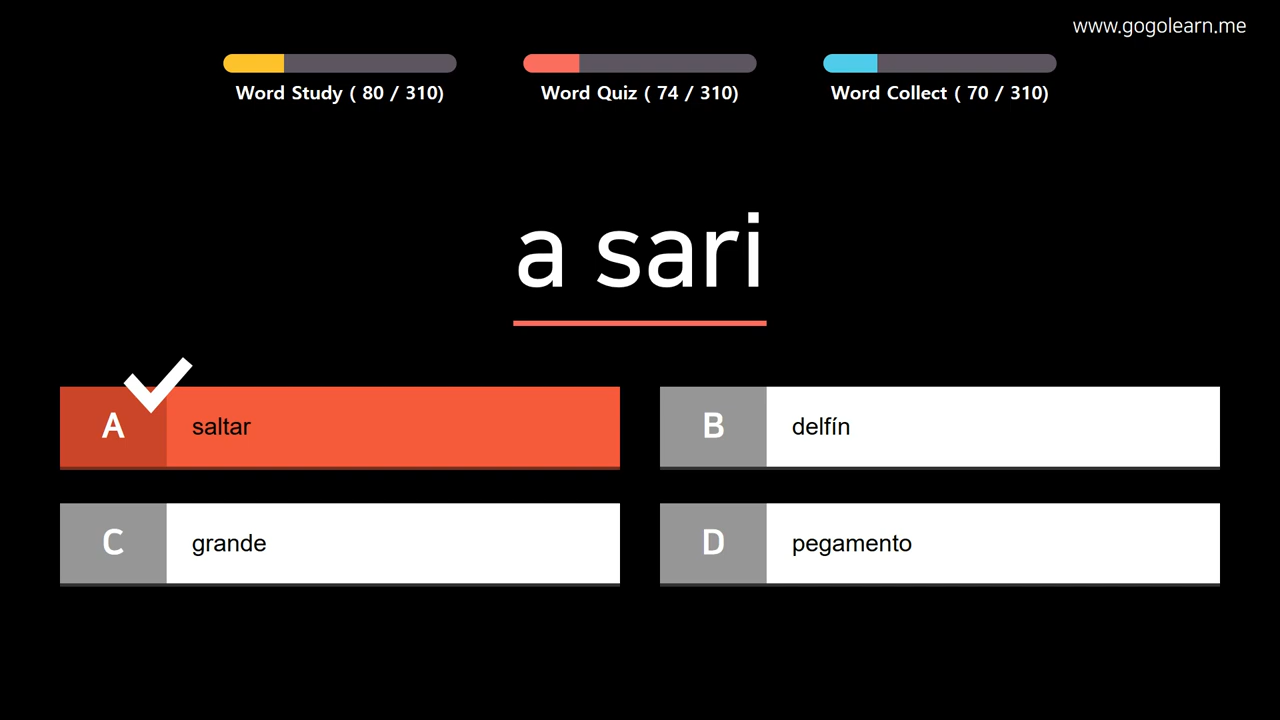 www.gogolearn.me
Word Study ( 80 / 310)
Word Quiz ( 74 / 310)
Word Collect ( 70 / 310)
a sari
A saltar
B delfín
C grande
D pegamento